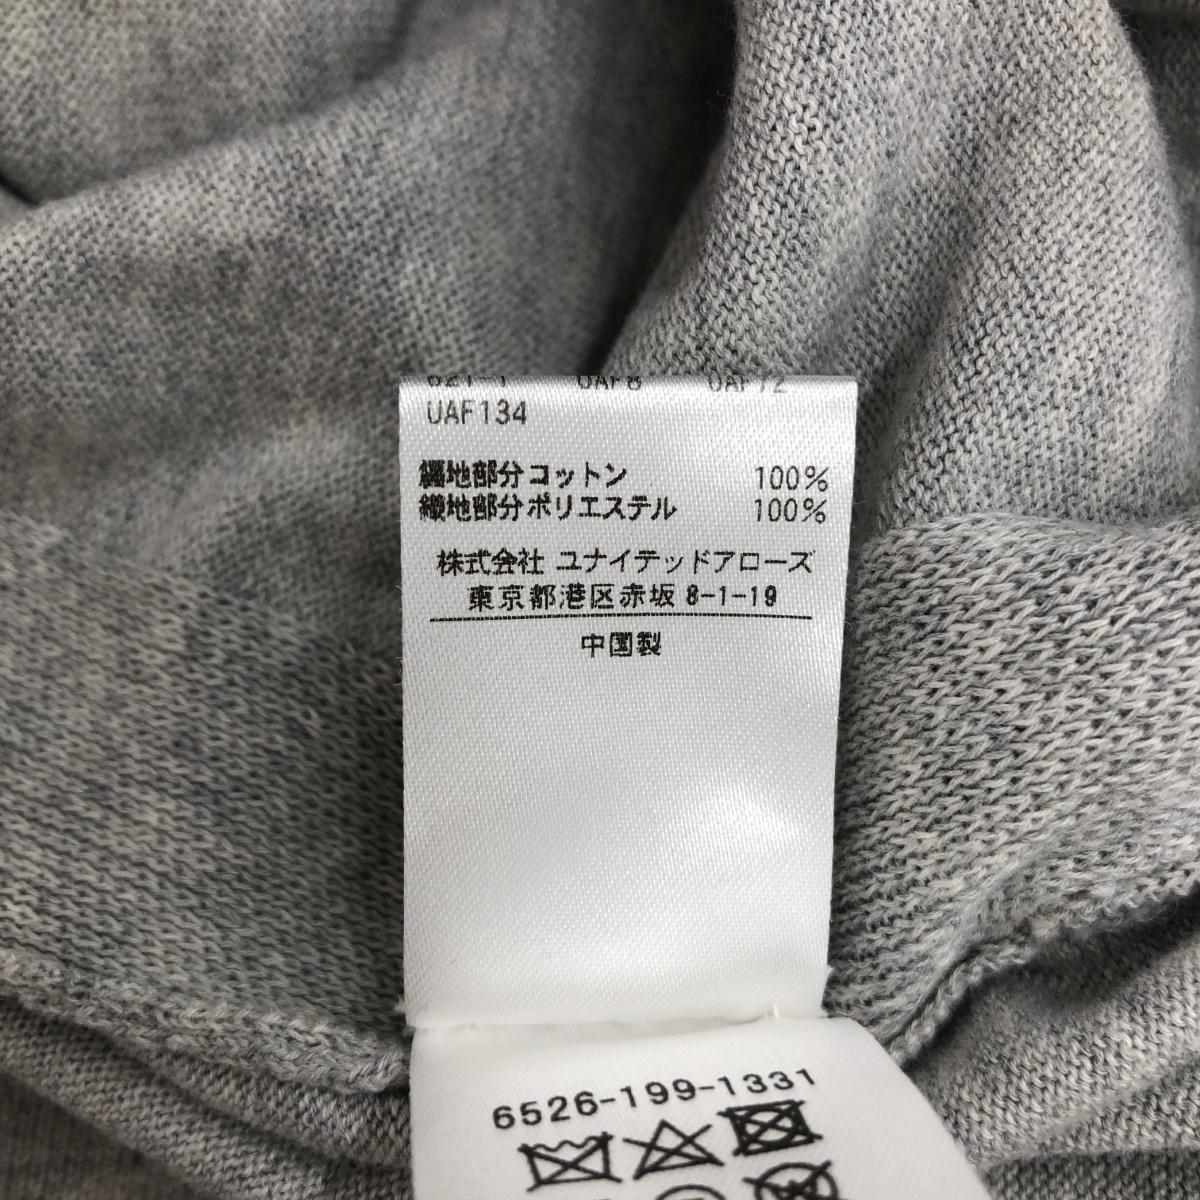 UAF134
編地部分コットン 100%
織地部分ポリエステル 100%
株式会社 ユナイテッドアローズ
東京都港区赤坂 8-1-19
中国製
6526-199-1331